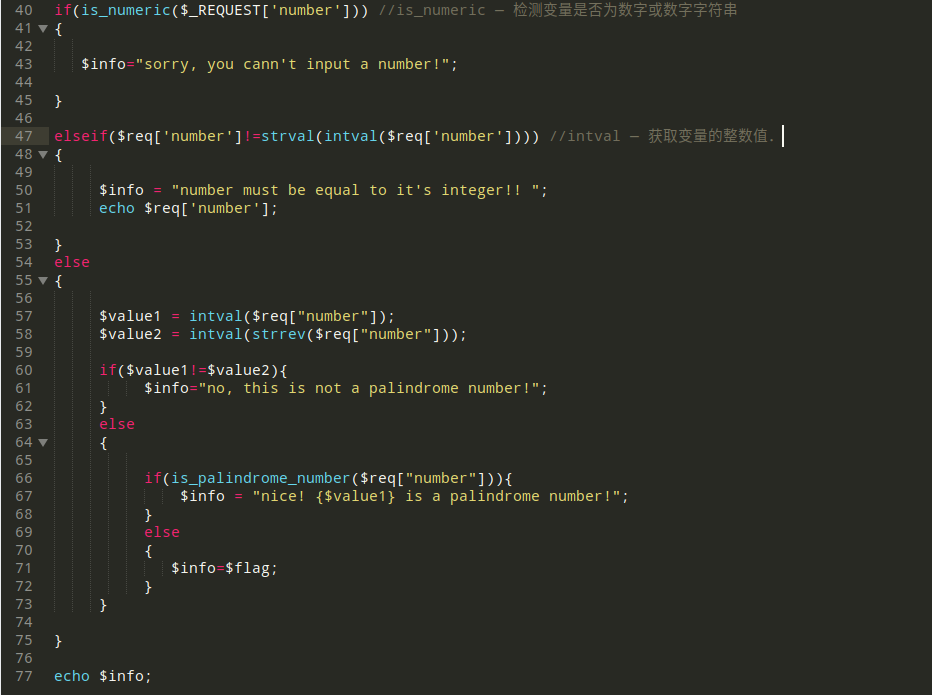 40 if(is_numeric($_REQUEST['number'])) //is_numeric — 检测变量是否为数字或数字字符串
41 {
42
43 $info="sorry, you cann't input a number!";
44
45 }
46
47 elseif($req['number']!=strval(intval($req['number']))) //intval — 获取变量的整数值.
48 {
49
50 $info = "number must be equal to it's integer!! ";
51 echo $req['number'];
52
53 }
54 else
55 {
56
57 $value1 = intval($req["number"]);
58 $value2 = intval(strrev($req["number"]));
59
60 if($value1!=$value2){
61 $info="no, this is not a palindrome number!";
62 }
63 else
64 {
65
66 if(is_palindrome_number($req["number"])){
67 $info = "nice! {$value1} is a palindrome number!";
68 }
69 else
70 {
71 $info=$flag;
72 }
73 }
74
75 }
76
77 echo $info;